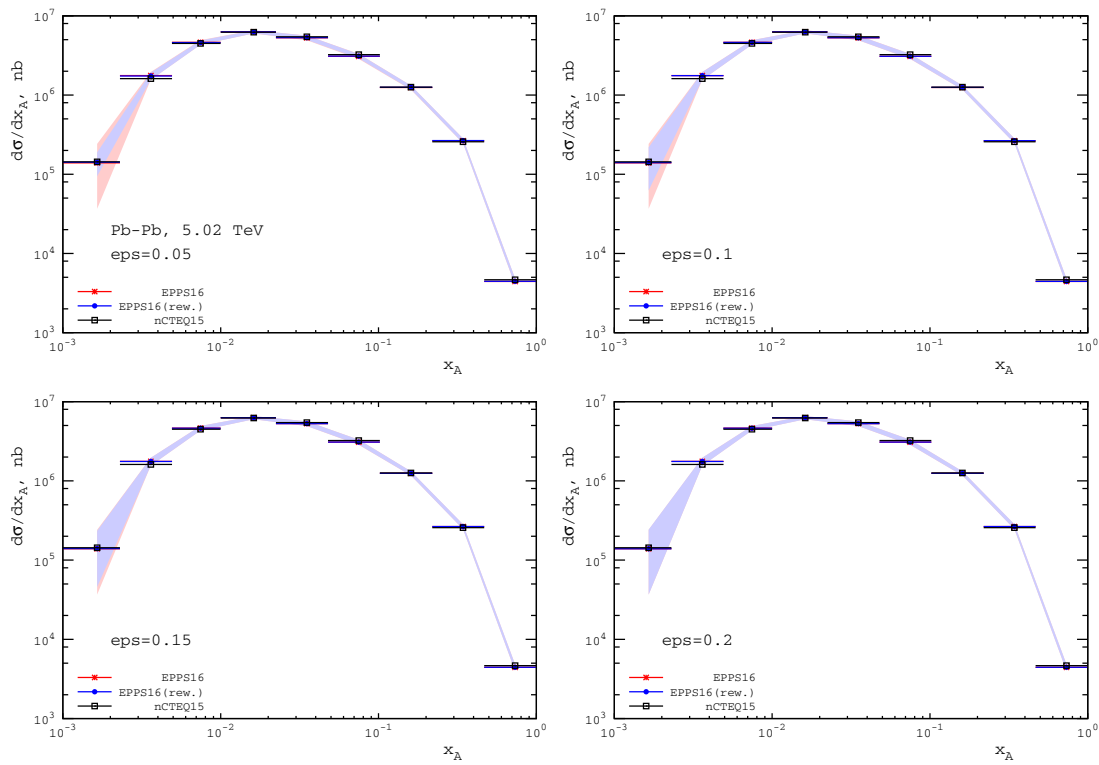 10^7
10^6
10^5
10^4
10^3
dσ/dx_A, nb
Pb-Pb, 5.02 TeV
eps=0.05
EPPS16
EPPS16(rew.)
nCTEQ15
10^-3 10^-2 10^-1 10^0
x_A
10^7
10^6
10^5
10^4
10^3
dσ/dx_A, nb
eps=0.1
EPPS16
EPPS16(rew.)
nCTEQ15
10^-3 10^-2 10^-1 10^0
x_A
10^7
10^6
10^5
10^4
10^3
dσ/dx_A, nb
eps=0.15
EPPS16
EPPS16(rew.)
nCTEQ15
10^-3 10^-2 10^-1 10^0
x_A
10^7
10^6
10^5
10^4
10^3
dσ/dx_A, nb
eps=0.2
EPPS16
EPPS16(rew.)
nCTEQ15
10^-3 10^-2 10^-1 10^0
x_A